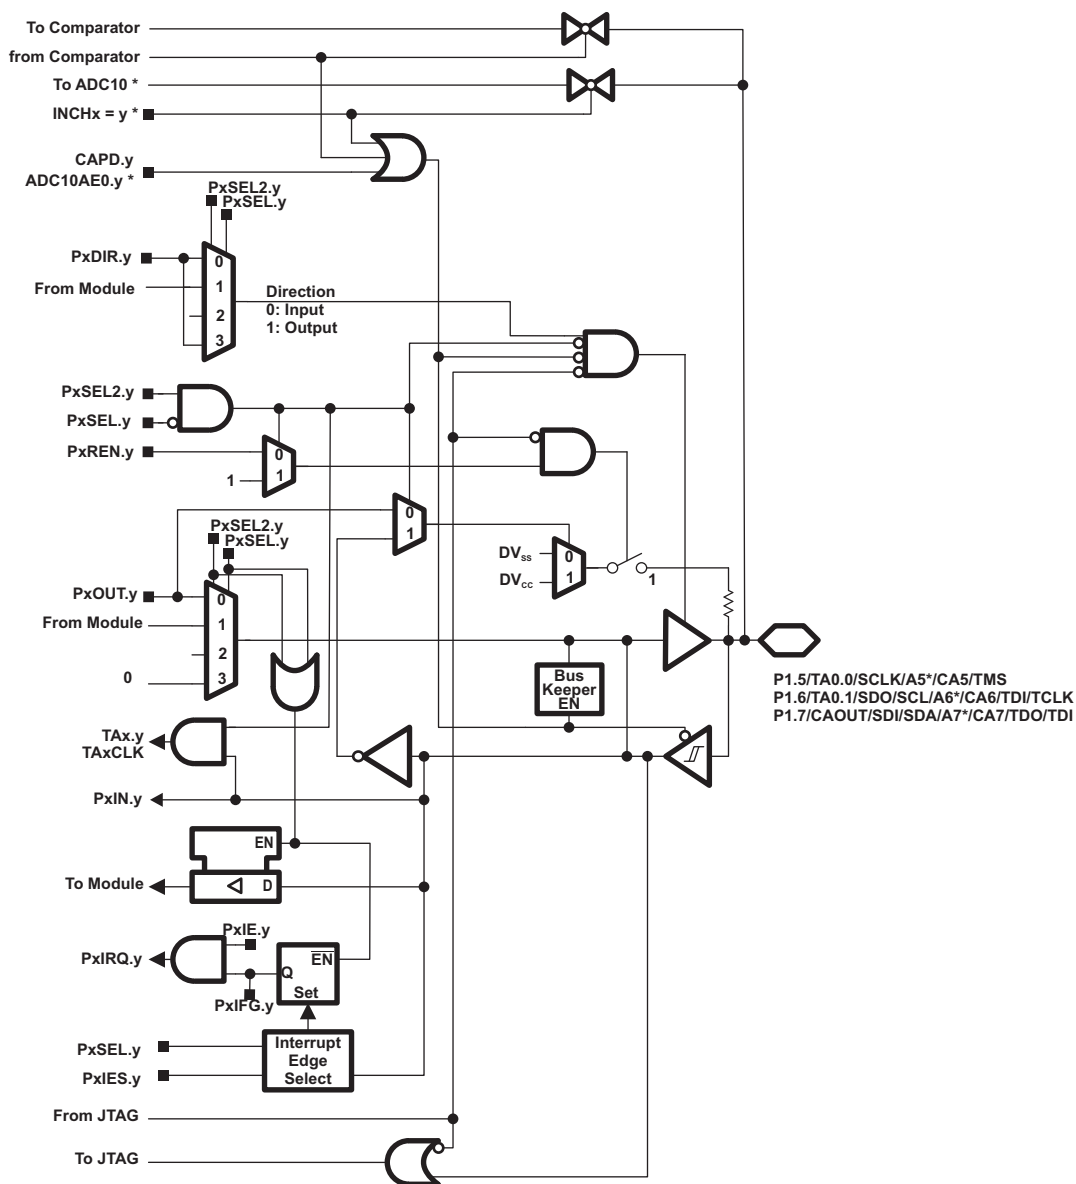 To Comparator
from Comparator
To ADC10 *
INCHx = y *
CAPD.y
ADC10AE0.y *
PxSEL2.y
PxSEL.y
PxDIR.y
0
From Module
1
2
3
Direction
0: Input
1: Output
PxSEL2.y
PxSEL.y
PxREN.y
0
1
1
0
1
PxSEL2.y
PxSEL.y
DVSS
0
DVCC
1
1
PxOUT.y
0
From Module
1
2
0
3
Bus
Keeper
EN
P1.5/TA0.0/SCLK/A5*/CA5/TMS
P1.6/TA0.1/SDO/SCL/A6*/CA6/TDI/TCLK
P1.7/CAOUT/SDI/SDA/A7*/CA7/TDO/TDI
TAx.y
TAxCLK
PxIN.y
EN
To Module
D
PxIE.y
PxIRQ.y
EN
Q
Set
PxIFG.y
PxSEL.y
PxIES.y
Interrupt
Edge
Select
From JTAG
To JTAG